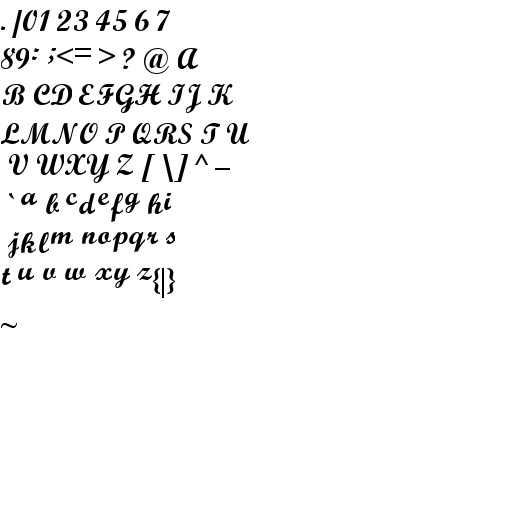 . /01 23 45 6 7
89: ;<= > ? @ A
B CD EFGH IJ K
LMNO P QRS T U
V WXY Z [ \ ] ^ _
` a b c d e f g h i
j k l m n o p q r s
t u v w x y z { | }
~